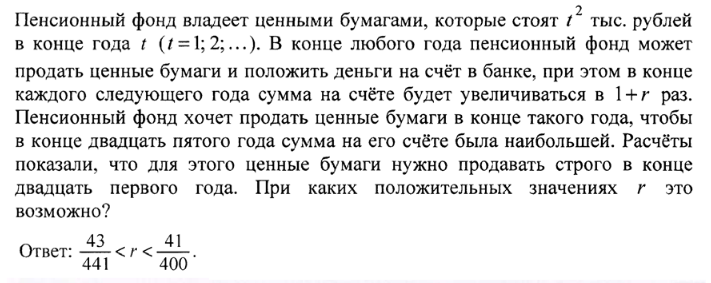 Пенсионный фонд владеет ценными бумагами, которые стоят t² тыс. рублей
в конце года t (t=1; 2;…). В конце любого года пенсионный фонд может
продать ценные бумаги и положить деньги на счёт в банке, при этом в конце
каждого следующего года сумма на счёте будет увеличиваться в 1+r раз.
Пенсионный фонд хочет продать ценные бумаги в конце такого года, чтобы
в конце двадцать пятого года сумма на его счёте была наибольшей. Расчёты
показали, что для этого ценные бумаги нужно продавать строго в конце
двадцать первого года. При каких положительных значениях r это
возможно?
Ответ: 43/441 < r < 41/400.